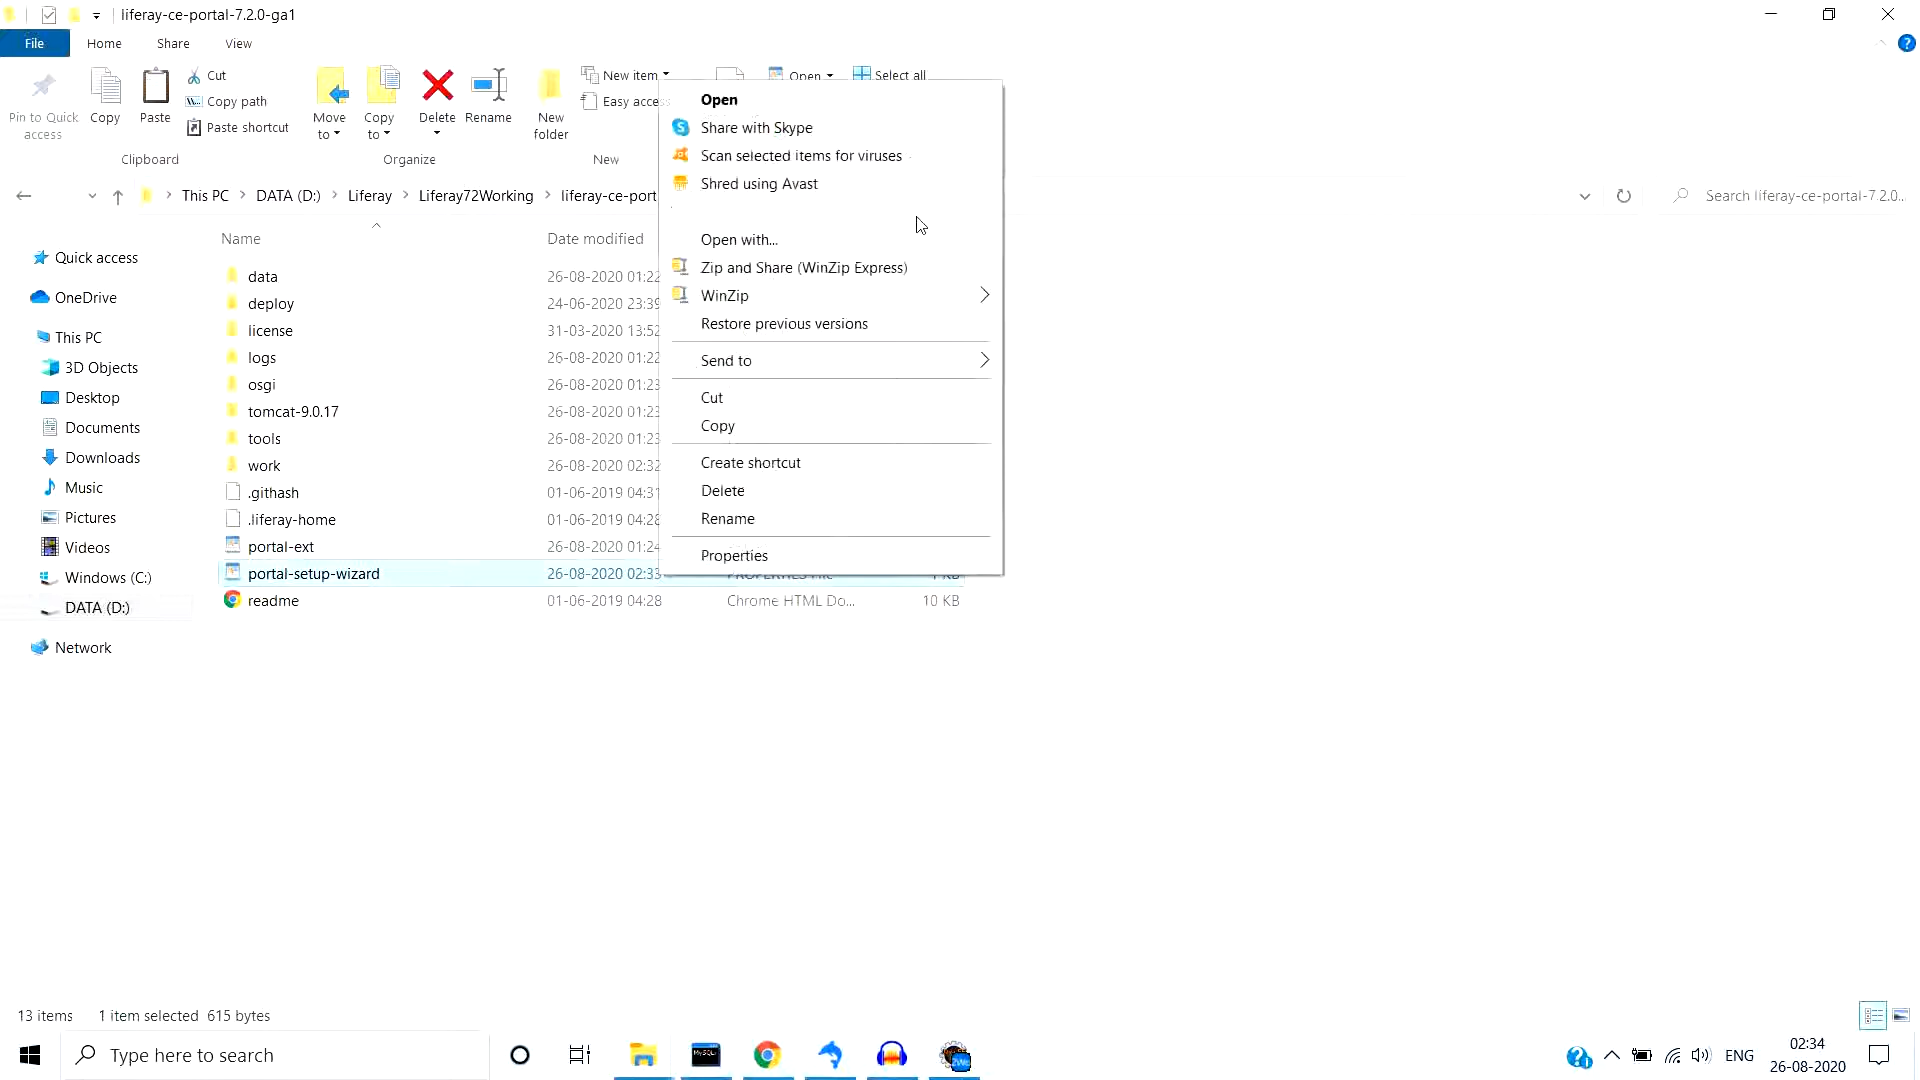 liferay-ce-portal-7.2.0-ga1
File Home Share View
Pin to Quick access
Copy
Paste
Cut
Copy path
Paste shortcut
Move to
Copy to
Delete
Rename
New folder
New item
Easy access
Open
Select all
Clipboard
Organize
New
This PC > DATA (D:) > Liferay > Liferay72Working > liferay-ce-port
Search liferay-ce-portal-7.2.0...
Name Date modified
Quick access
OneDrive
This PC
3D Objects
Desktop
Documents
Downloads
Music
Pictures
Videos
Windows (C:)
DATA (D:)
Network
data 26-08-2020 01:22
deploy 24-06-2020 23:39
license 31-03-2020 13:52
logs 26-08-2020 01:22
osgi 26-08-2020 01:23
tomcat-9.0.17 26-08-2020 01:23
tools 26-08-2020 01:23
work 26-08-2020 02:32
.githash 01-06-2019 04:31
.liferay-home 01-06-2019 04:28
portal-ext 26-08-2020 01:24
portal-setup-wizard 26-08-2020 02:33 PROPERTIES File 1 KB
readme 01-06-2019 04:28 Chrome HTML Do... 10 KB
Open
Share with Skype
Scan selected items for viruses
Shred using Avast
Open with...
Zip and Share (WinZip Express)
WinZip
Restore previous versions
Send to
Cut
Copy
Create shortcut
Delete
Rename
Properties
13 items 1 item selected 615 bytes
Type here to search
MySQL
ENG
02:34
26-08-2020